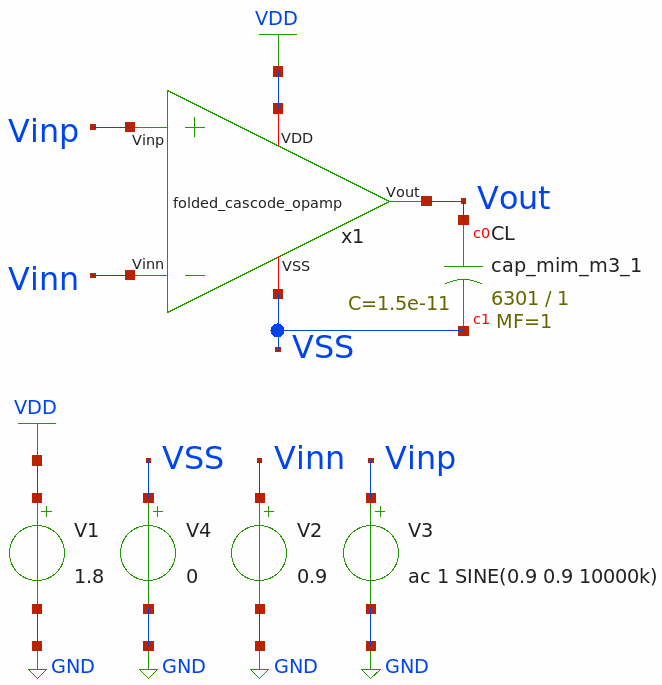 VDD
Vinp
Vinp
VDD
folded_cascode_opamp
Vout
Vout
x1
Vinn
Vinn
VSS
c0
CL
cap_mim_m3_1
C=1.5e-11
6301 / 1
c1
MF=1
VSS
VDD
VSS
Vinn
Vinp
V1
V4
V2
V3
1.8
0
0.9
ac 1 SINE(0.9 0.9 10000k)
GND
GND
GND
GND